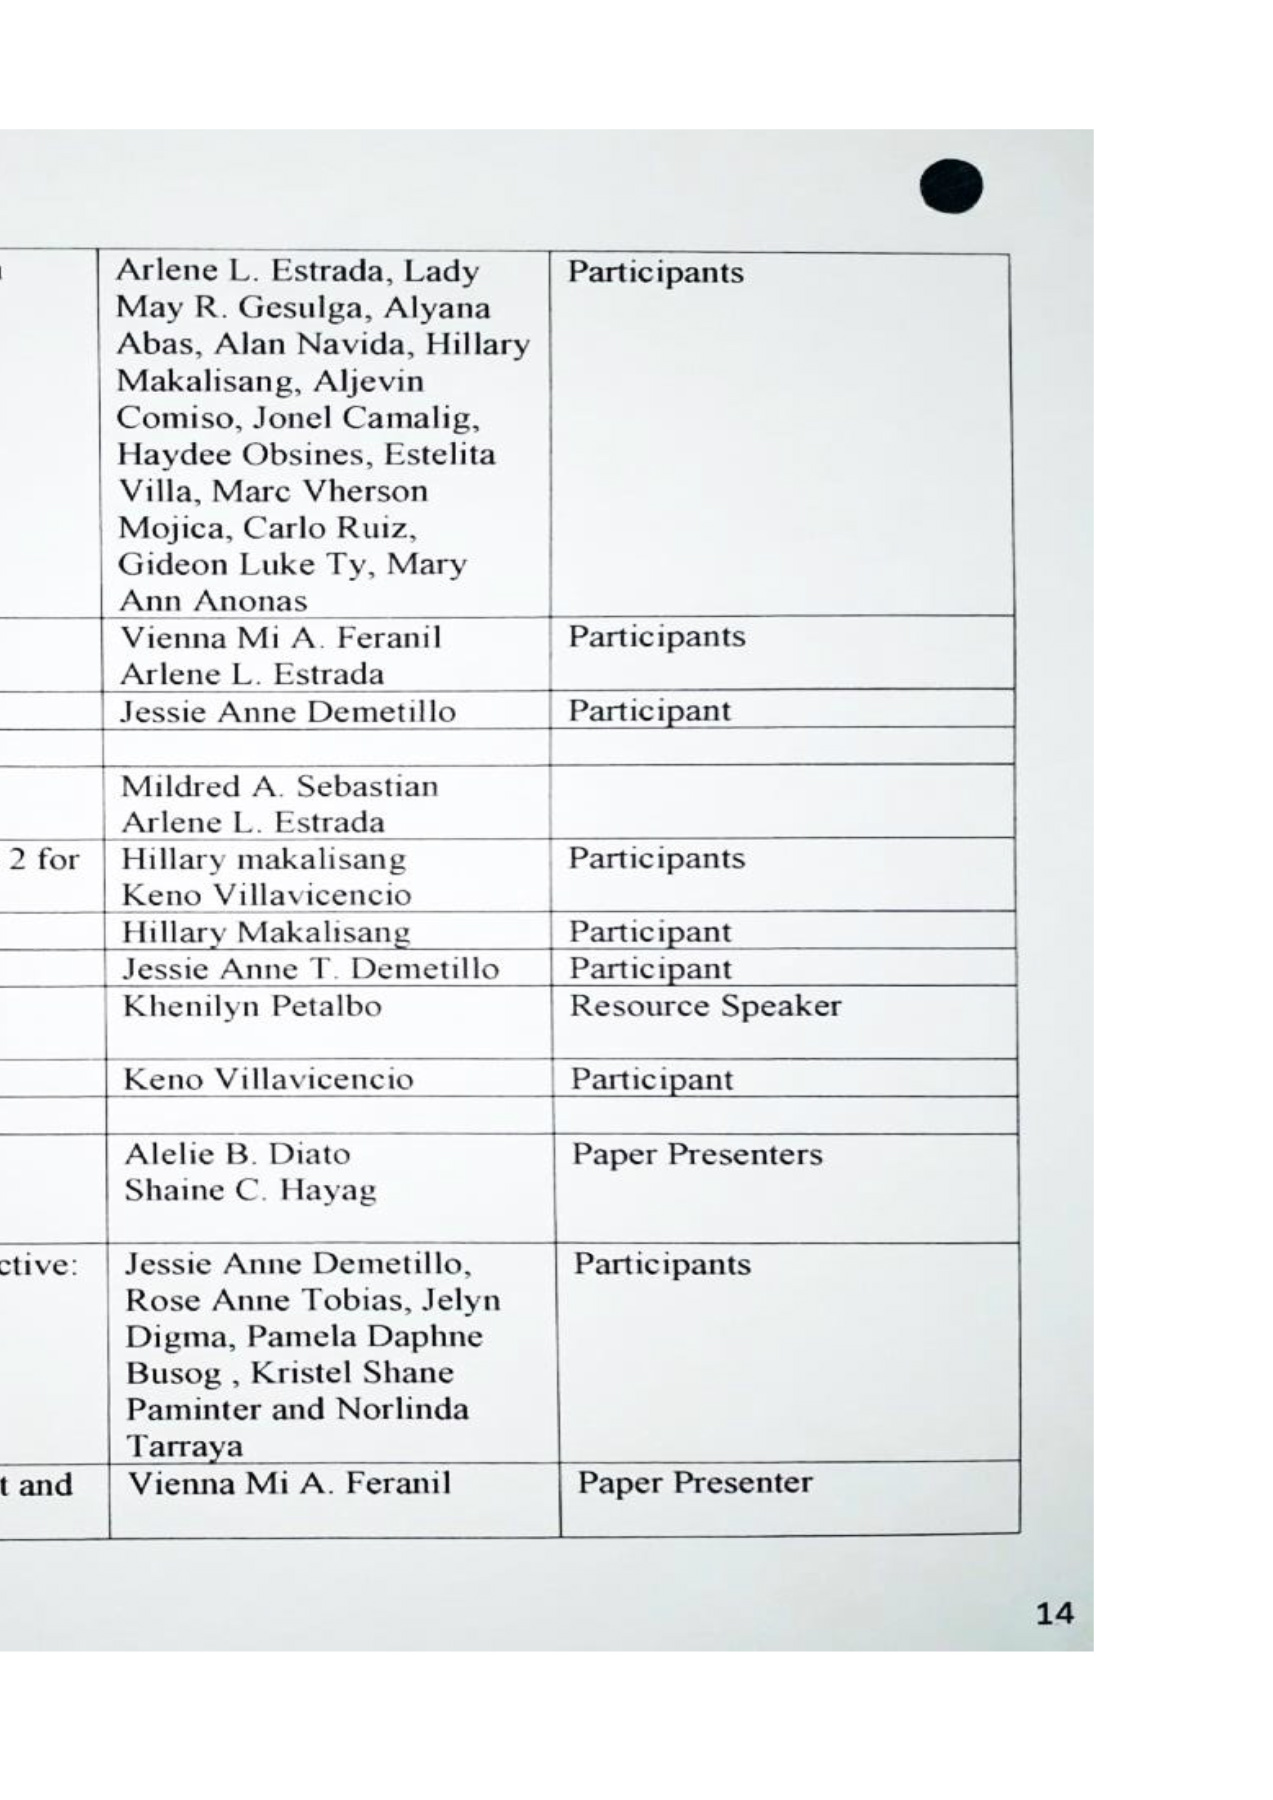 Arlene L. Estrada, Lady
Participants
May R. Gesulga, Alyana
Abas, Alan Navida, Hillary
Makalisang, Aljevin
Comiso, Jonel Camalig,
Haydee Obsines, Estelita
Villa, Marc Vherson
Mojica, Carlo Ruiz,
Gideon Luke Ty, Mary
Ann Anonas
Vienna Mi A. Feranil
Participants
Arlene L. Estrada
Jessie Anne Demetillo
Participant
Mildred A. Sebastian
Arlene L. Estrada
2 for
Hillary makalisang
Participants
Keno Villavicencio
Hillary Makalisang
Participant
Jessie Anne T. Demetillo
Participant
Khenilyn Petalbo
Resource Speaker
Keno Villavicencio
Participant
Alelie B. Diato
Paper Presenters
Shaine C. Hayag
ctive:
Jessie Anne Demetillo,
Participants
Rose Anne Tobias, Jelyn
Digma, Pamela Daphne
Busog , Kristel Shane
Paminter and Norlinda
Tarraya
t and
Vienna Mi A. Feranil
Paper Presenter
14